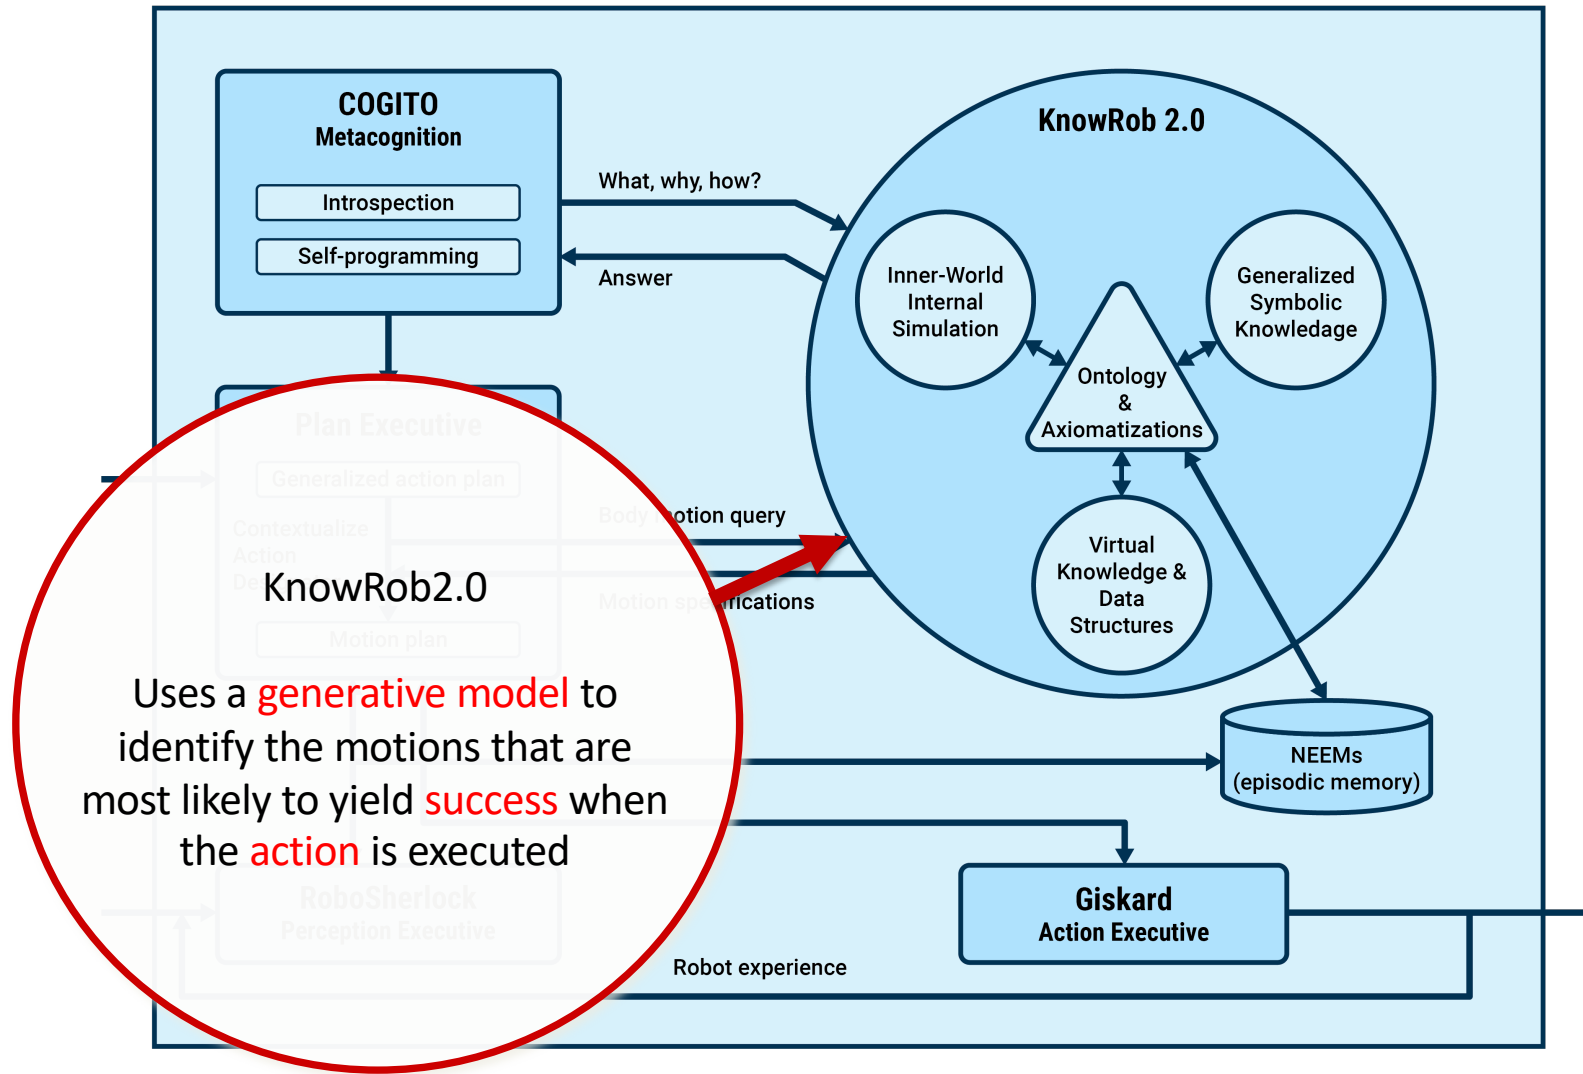 COGITO
Metacognition
Introspection
Self-programming
What, why, how?
Answer
KnowRob 2.0
Inner-World
Internal
Simulation
Generalized
Symbolic
Knowledage
Ontology
&
Axiomatizations
Virtual
Knowledge &
Data
Structures
Plan Executive
Generalized action plan
Contextualize
Action
Motion plan
Body motion query
Motion specifications
KnowRob2.0
Uses a generative model to
identify the motions that are
most likely to yield success when
the action is executed
NEEMs
(episodic memory)
RoboSherlock
Perception Executive
Giskard
Action Executive
Robot experience